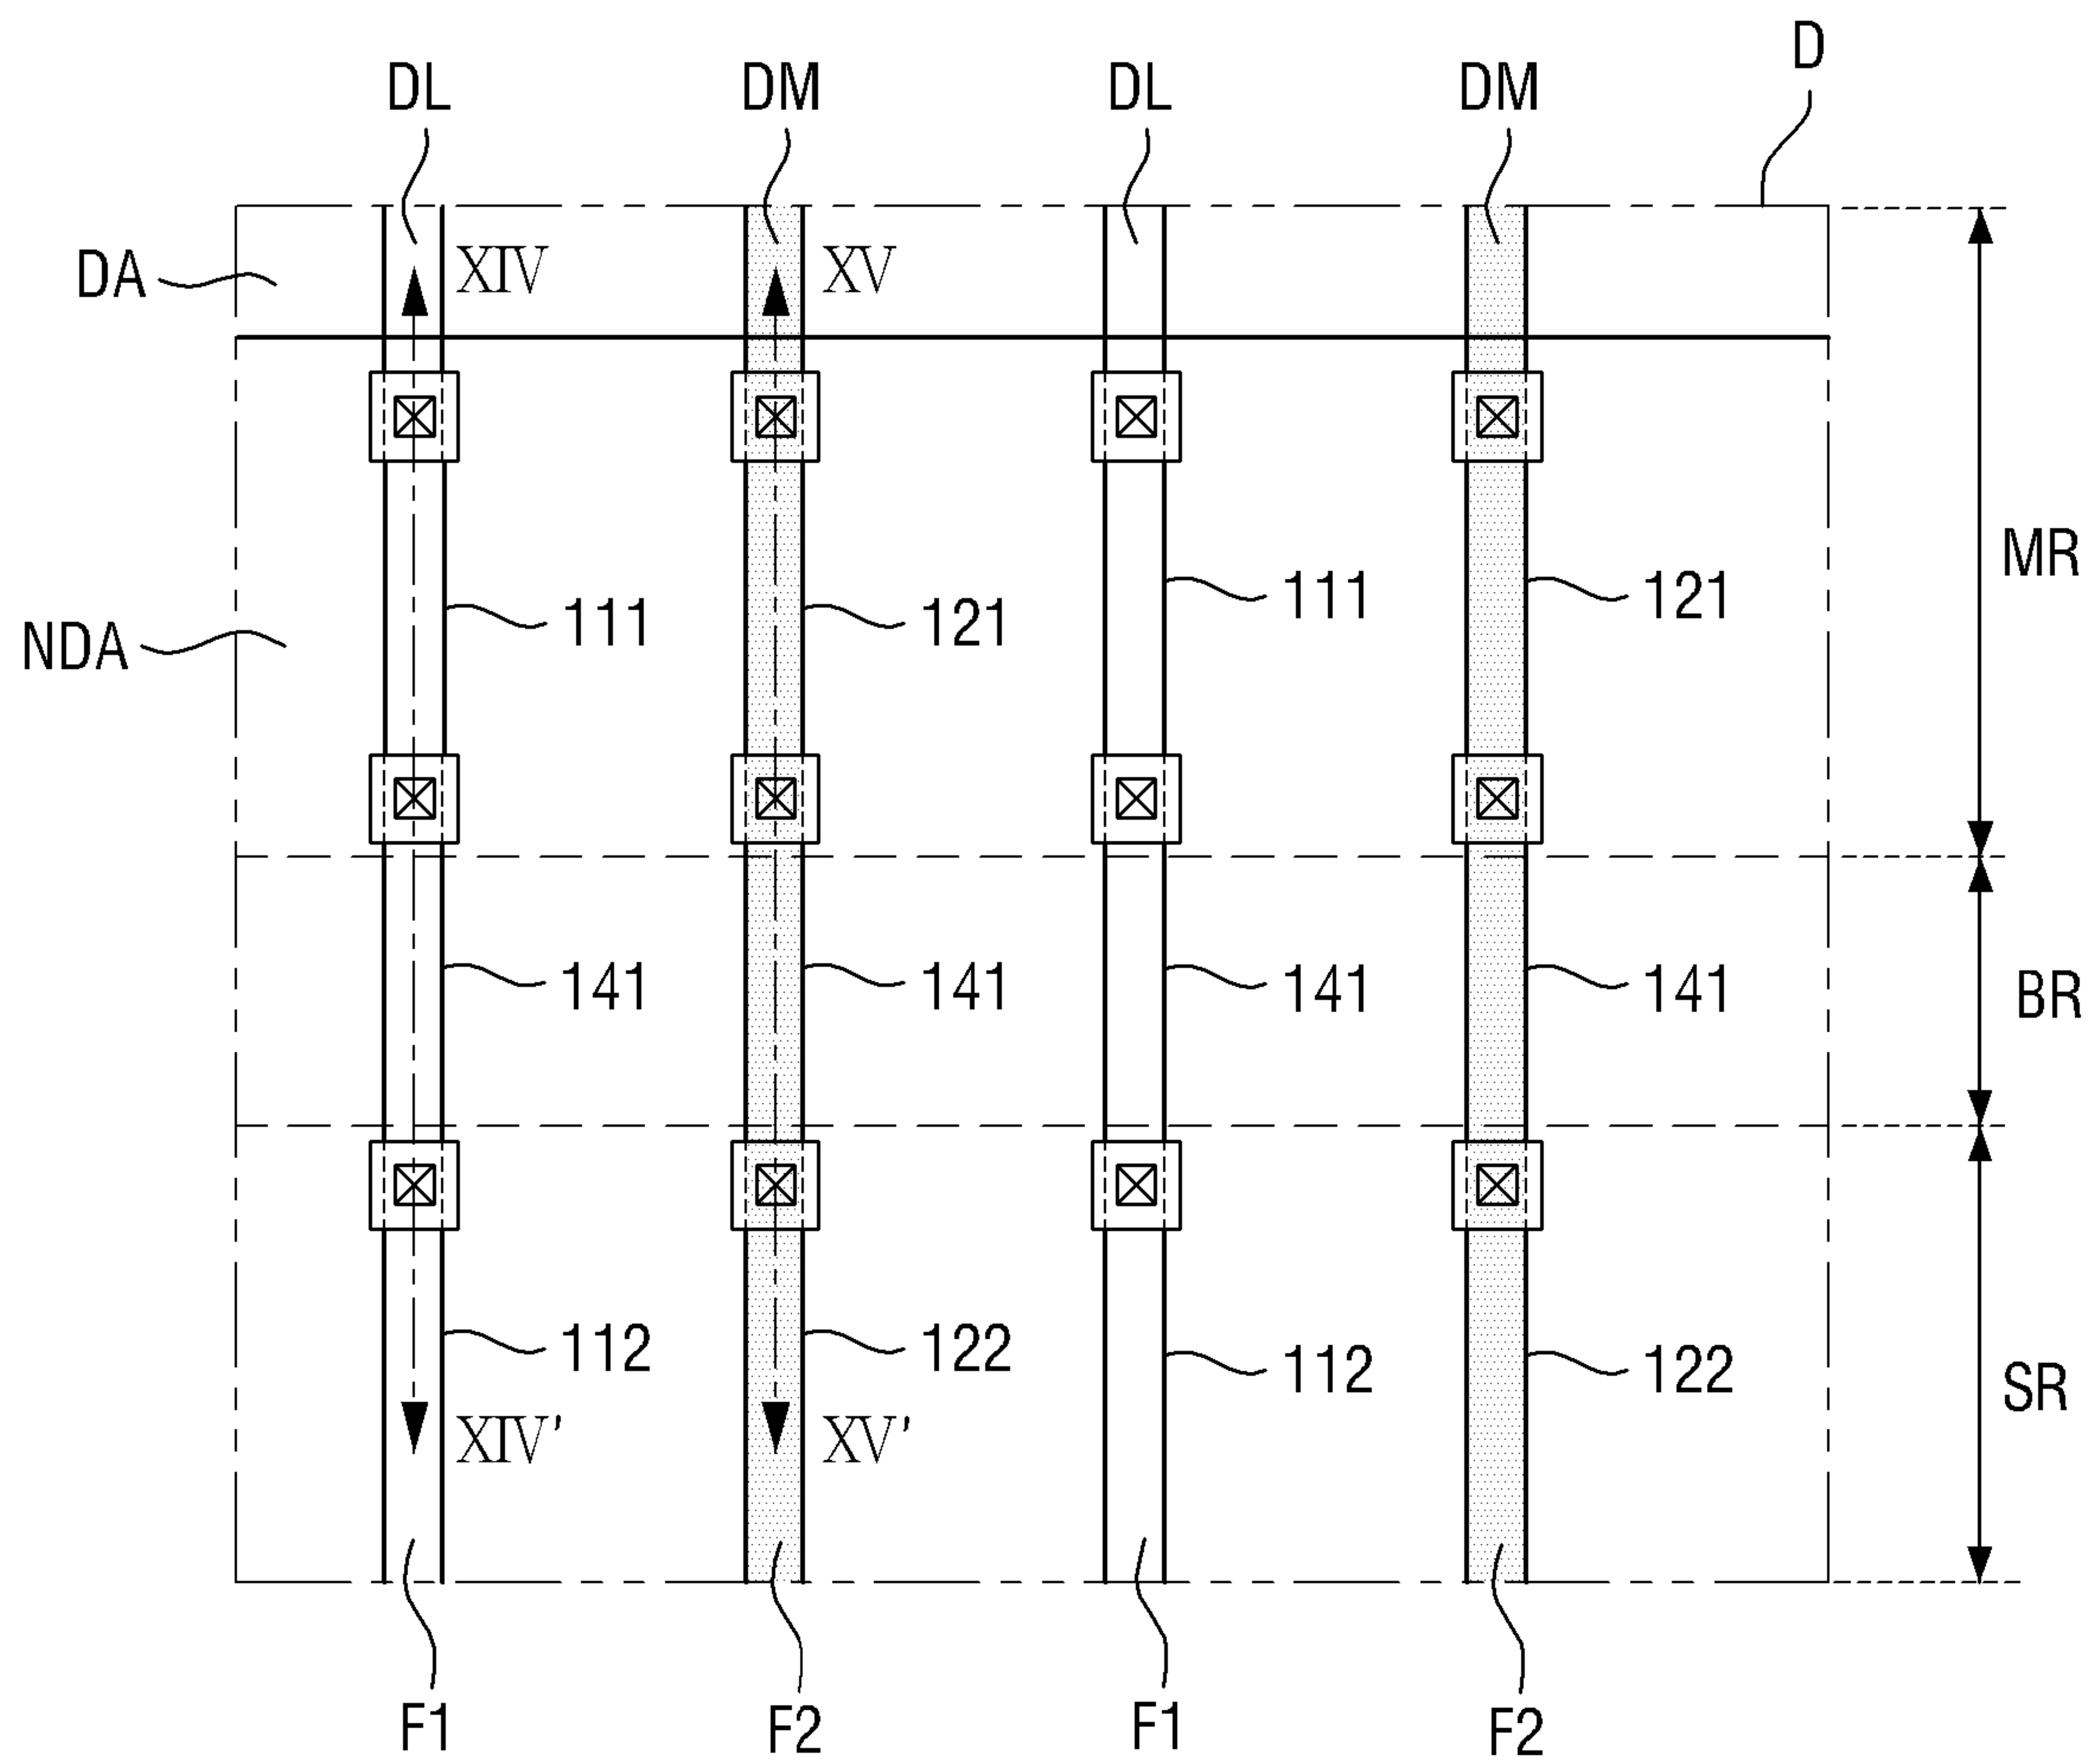 D
DL DM DL DM
DA XIV XV
MR
111 121 111 121
NDA
141 141 141 141 BR
112 122 112 122
SR
XIV' XV'
F1 F2 F1 F2